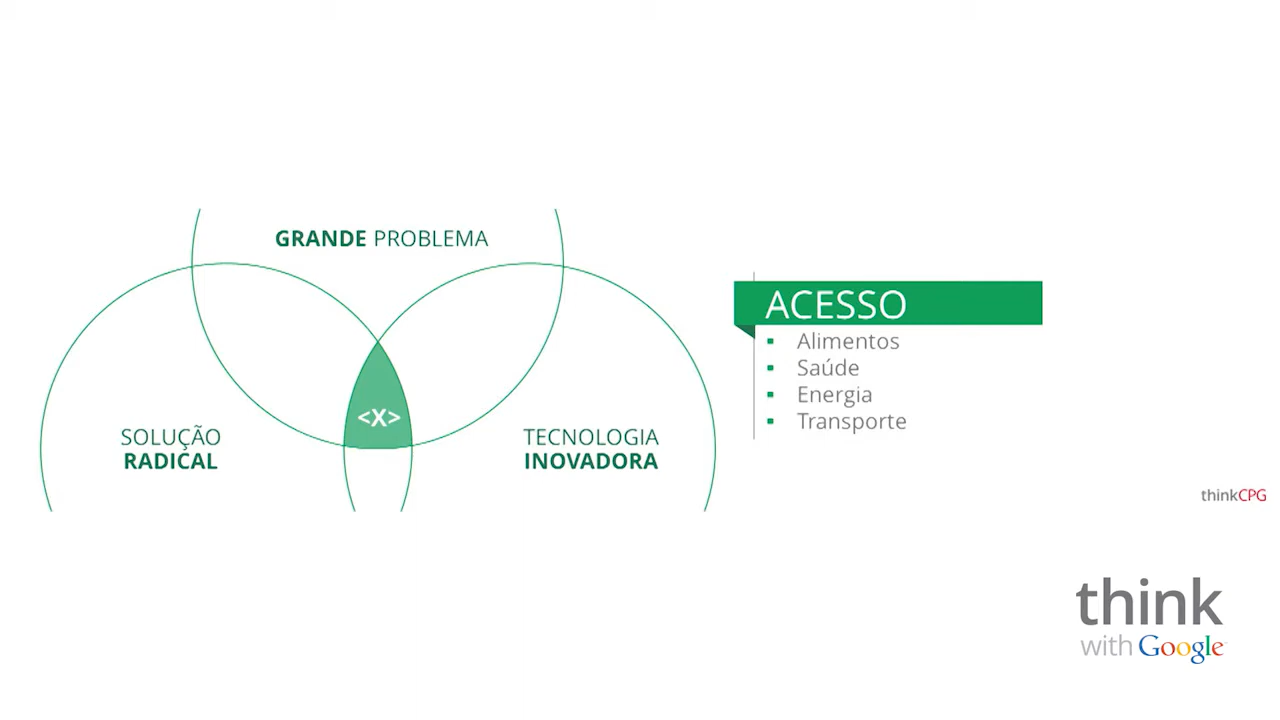 GRANDE PROBLEMA
SOLUÇÃO
RADICAL
<X>
TECNOLOGIA
INOVADORA
ACESSO
▪ Alimentos
▪ Saúde
▪ Energia
▪ Transporte
thinkCPG
think
with Google